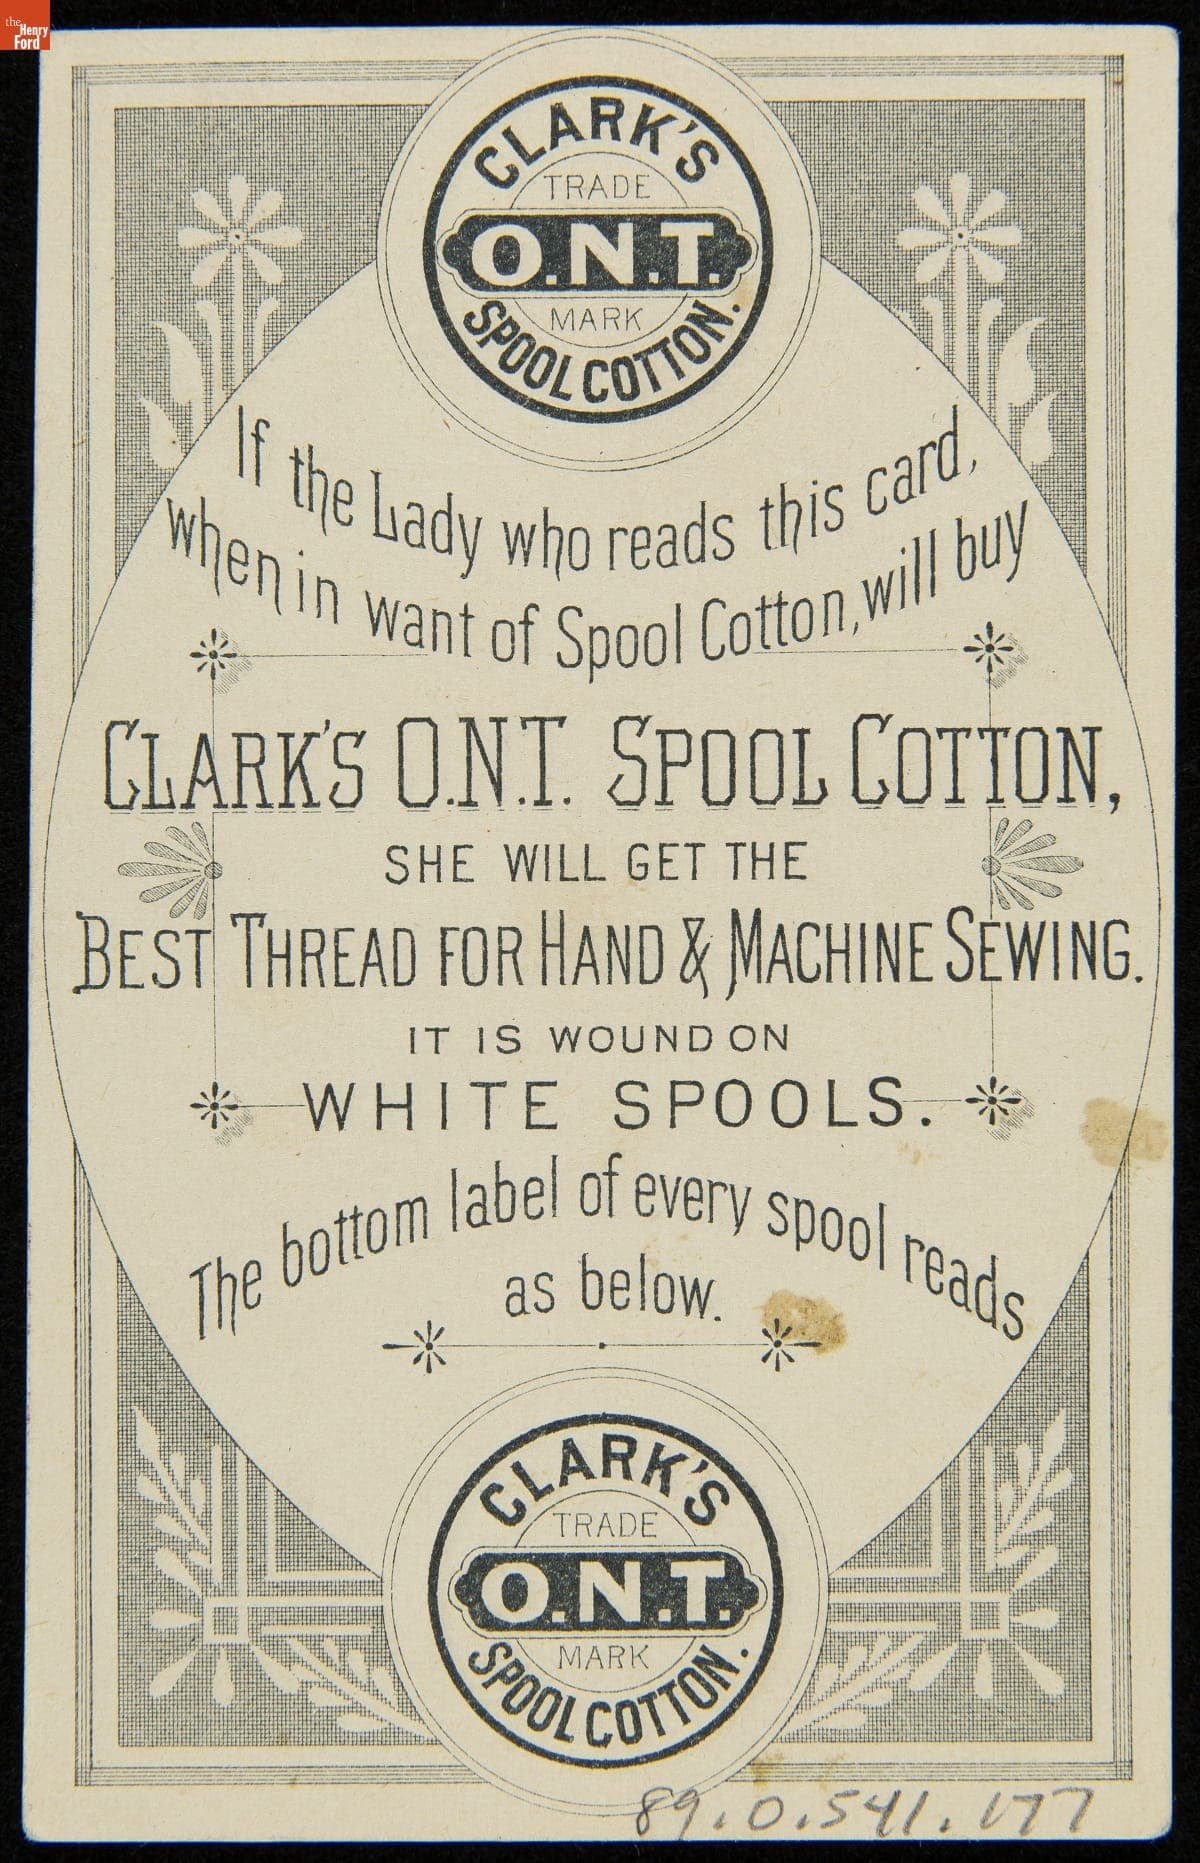 the
Henry
Ford
CLARK'S
TRADE
O.N.T.
MARK
SPOOL COTTON.
If the Lady who reads this card,
when in want of Spool Cotton, will buy
CLARK'S O.N.T. SPOOL COTTON,
SHE WILL GET THE
BEST THREAD FOR HAND & MACHINE SEWING.
IT IS WOUND ON
WHITE SPOOLS.
The bottom label of every spool reads
as below.
CLARK'S
TRADE
O.N.T.
MARK
SPOOL COTTON.
89.0.541.177